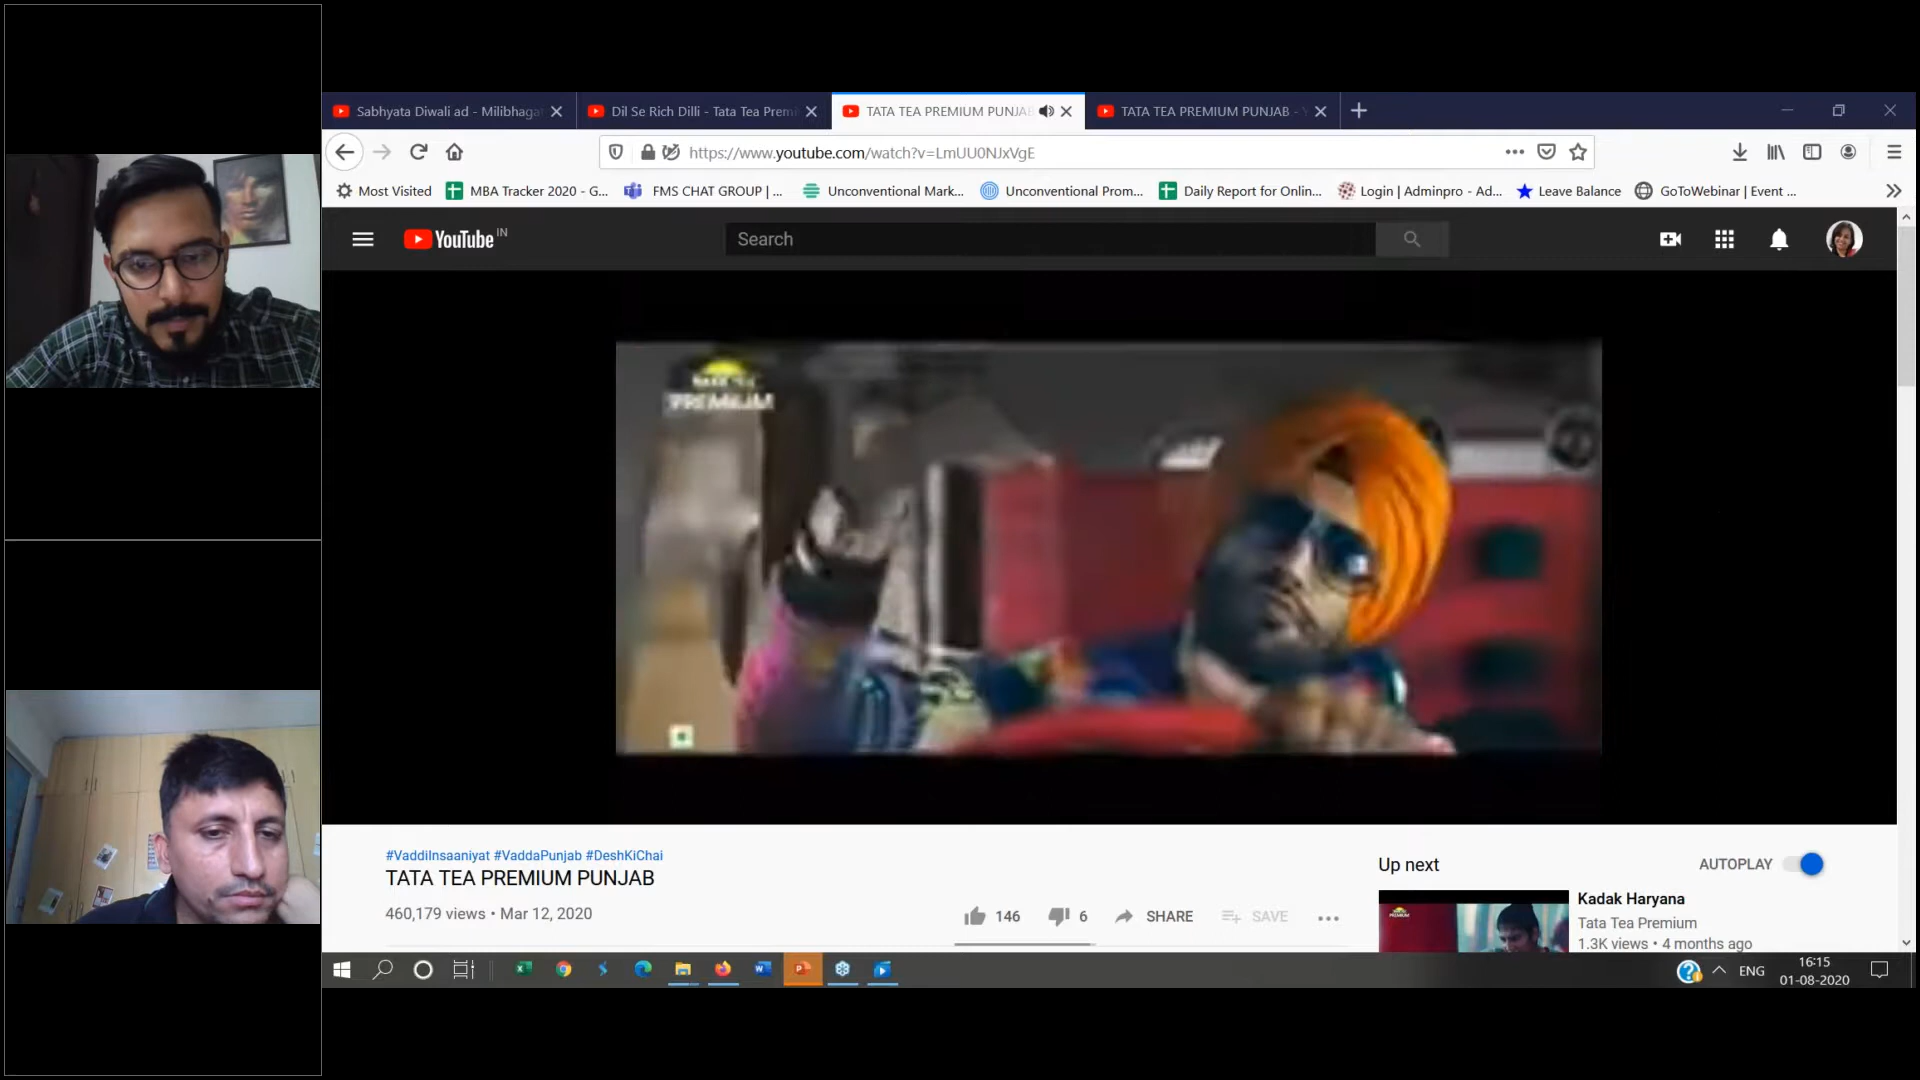 Sabhyata Diwali ad - Milibhagat
Dil Se Rich Dilli - Tata Tea Prem
TATA TEA PREMIUM PUNJAB
TATA TEA PREMIUM PUNJAB - Y
https://www.youtube.com/watch?v=LmUU0NJxVgE
Most Visited
MBA Tracker 2020 - G...
FMS CHAT GROUP | ...
Unconventional Mark...
Unconventional Prom...
Daily Report for Onlin...
Login | Adminpro - Ad...
Leave Balance
GoToWebinar | Event ...
YouTube IN
Search
PREMIUM
#VaddiInsaaniyat #VaddaPunjab #DeshKiChai
TATA TEA PREMIUM PUNJAB
460,179 views • Mar 12, 2020
146
6
SHARE
SAVE
Up next
AUTOPLAY
Kadak Haryana
Tata Tea Premium
1.3K views • 4 months ago
ENG
16:15
01-08-2020